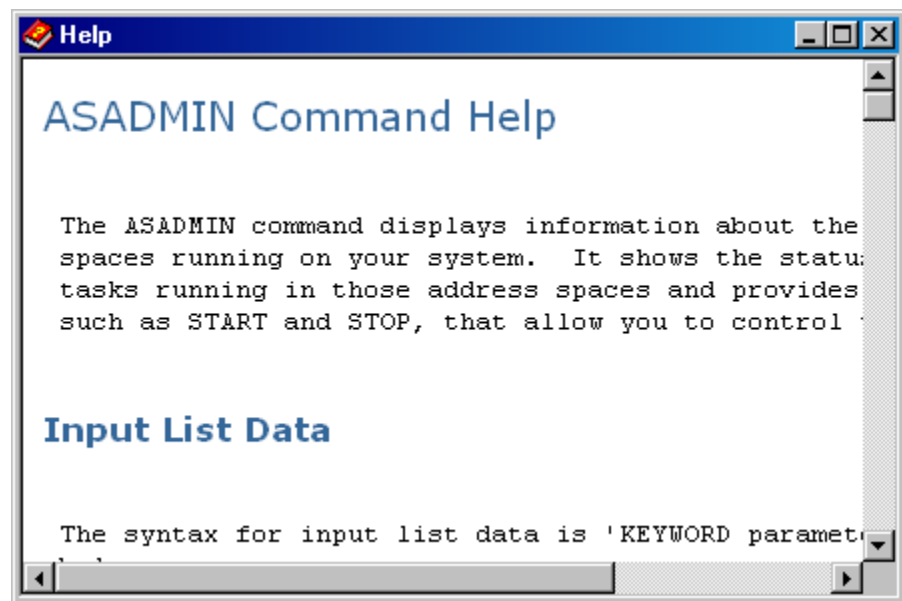 Help
ASADMIN Command Help
The ASADMIN command displays information about the
spaces running on your system. It shows the
tasks running in those address spaces and provides
such as START and STOP, that allow you to control
Input List Data
The syntax for input list data is 'KEYWORD